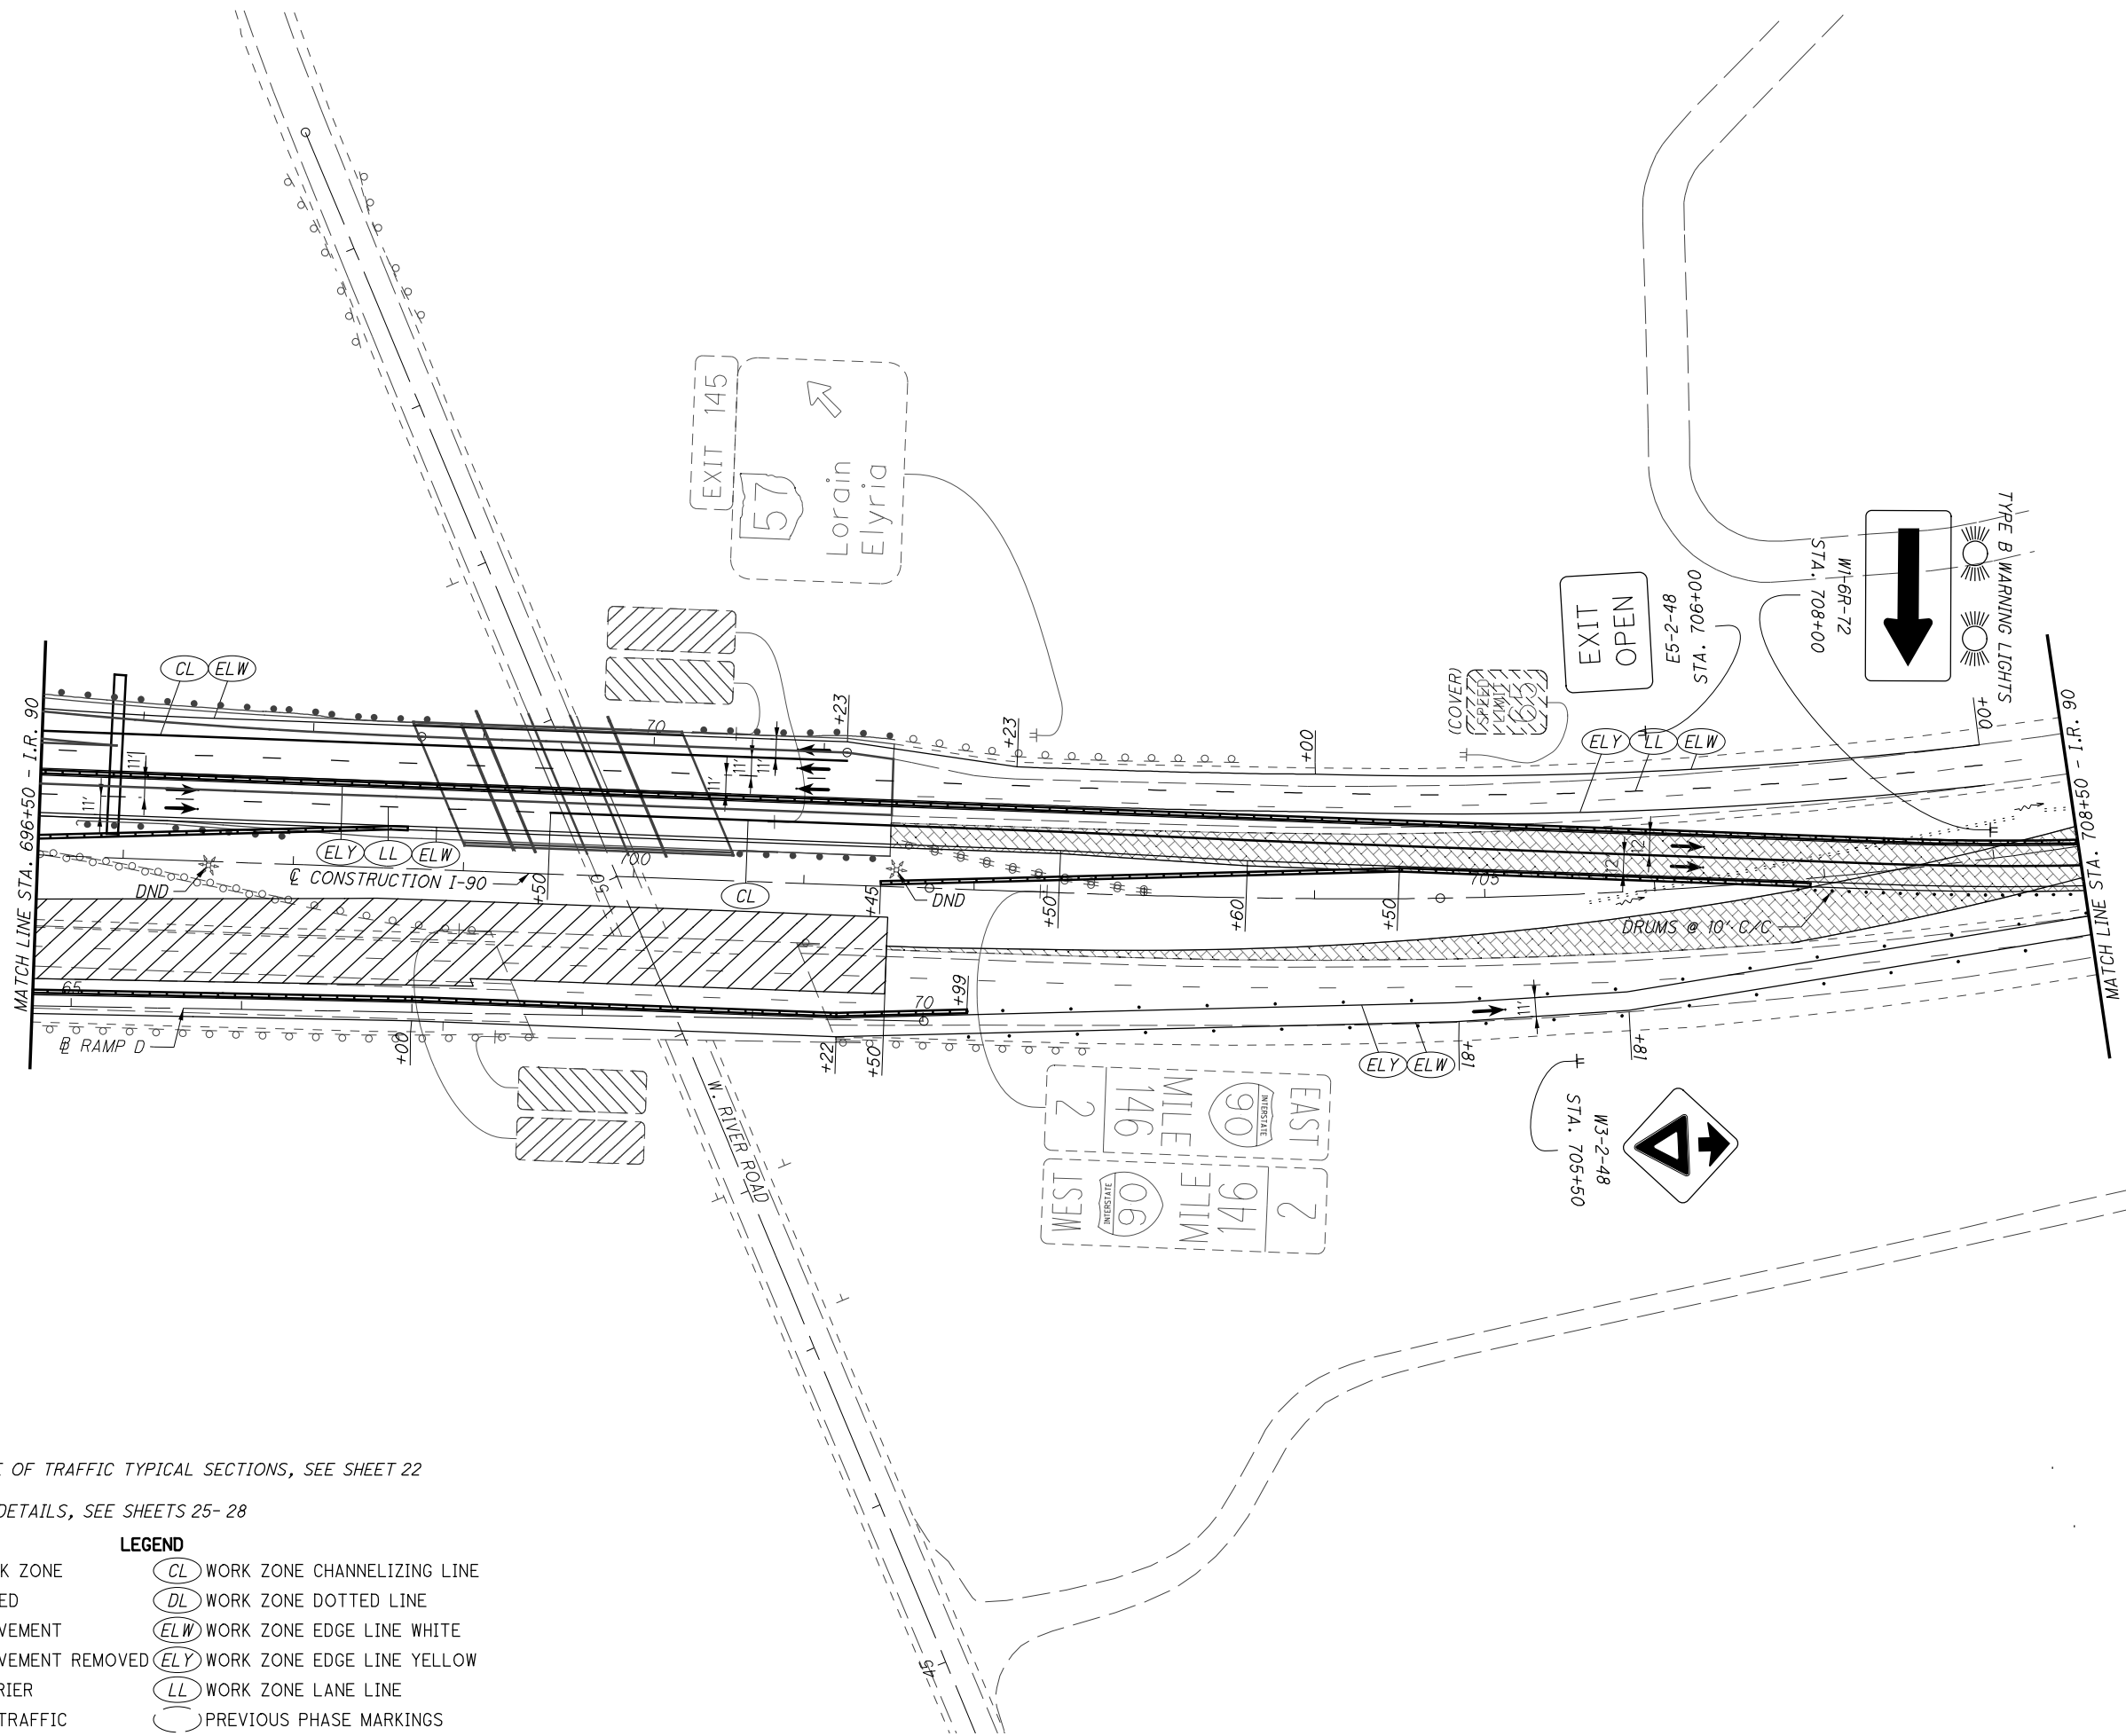 EXIT 145
57
Lorain
Elyria
TYPE B WARNING LIGHTS
W1-6R-72
STA. 708+00
EXIT
OPEN
E5-2-48
STA. 706+00
(COVER)
SPEED
LIMIT
65
+00
CL
ELW
70
+23
+23
+00
ELY
LL
ELW
MATCH LINE STA. 696+50 - I.R. 90
MATCH LINE STA. 708+50 - I.R. 90
11'
11'
11'
11'
11'
12'
12'
ELY
LL
ELW
DND
℄ CONSTRUCTION I-90
+50
50
700
CL
+45
DND
+50
+60
+50
705
DRUMS @ 10' C/C
65
℄ RAMP D
+00
+22
+50
70
+99
11'
ELY
ELW
+81
+81
W. RIVER ROAD
EAST
INTERSTATE
90
MILE
146
2
WEST
INTERSTATE
90
MILE
146
2
W3-2-48
STA. 705+50
45
OF TRAFFIC TYPICAL SECTIONS, SEE SHEET 22
DETAILS, SEE SHEETS 25-28
LEGEND
K ZONE
CL WORK ZONE CHANNELIZING LINE
ED
DL WORK ZONE DOTTED LINE
VEMENT
ELW WORK ZONE EDGE LINE WHITE
VEMENT REMOVED
ELY WORK ZONE EDGE LINE YELLOW
RIER
LL WORK ZONE LANE LINE
TRAFFIC
PREVIOUS PHASE MARKINGS